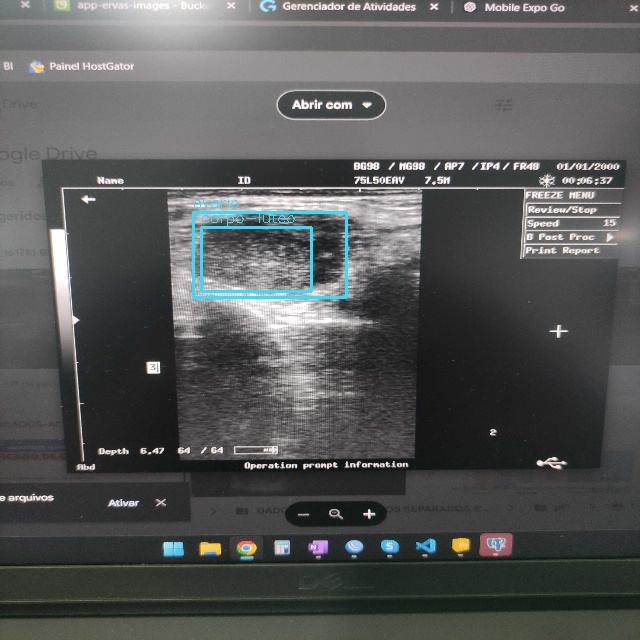 app-ervas-images - Buck
Gerenciador de Atividades
Mobile Expo Go
BI
Painel HostGator
Drive
Abrir com
ogle Drive
BG98 / MG98 / AP7 / IP4 / FR48 01/01/2000
Name ID 75L50EAV 7,5M 00:06:37
FREEZE MENU
Review/Stop
Speed 15
B Post Proc
Print Report
ovario
corpo-luteo
3
2
Depth 6,47 64 / 64
Abd
Operation prompt information
e arquivos
Ativar